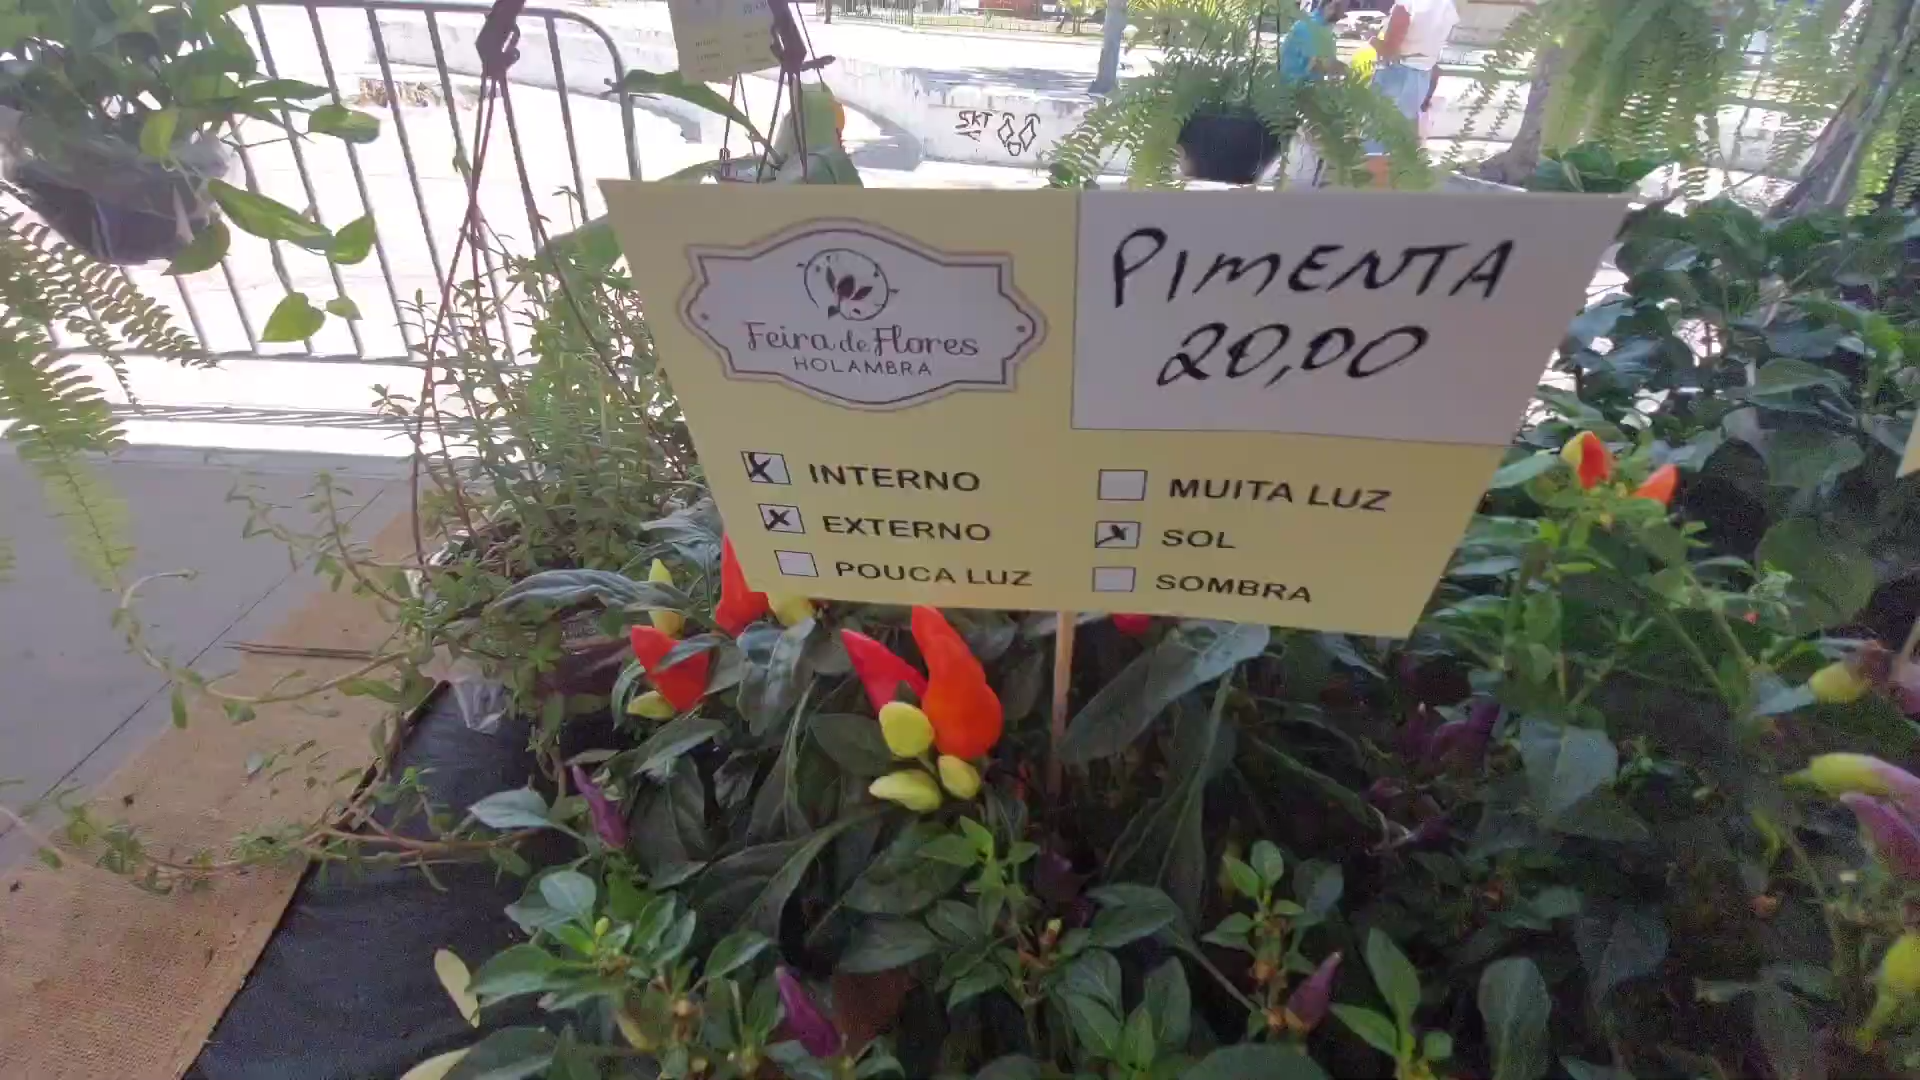 SKT
Feira de Flores
HOLAMBRA
PIMENTA
20,00
INTERNO
EXTERNO
POUCA LUZ
MUITA LUZ
SOL
SOMBRA